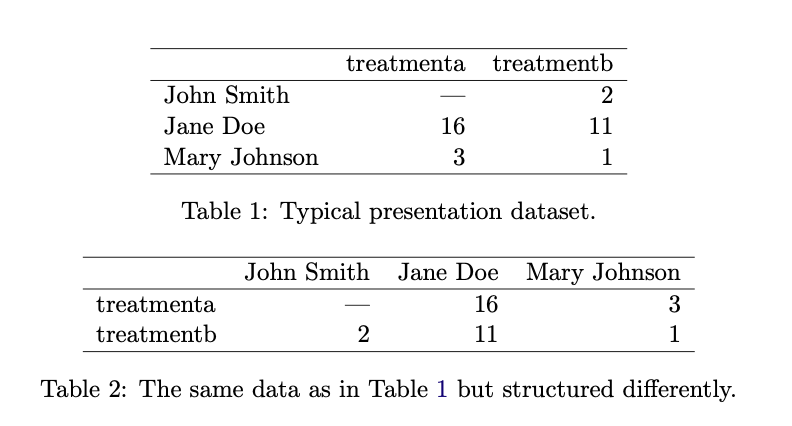 treatmenta treatmentb
John Smith — 2
Jane Doe 16 11
Mary Johnson 3 1
Table 1: Typical presentation dataset.
John Smith Jane Doe Mary Johnson
treatmenta — 16 3
treatmentb 2 11 1
Table 2: The same data as in Table 1 but structured differently.